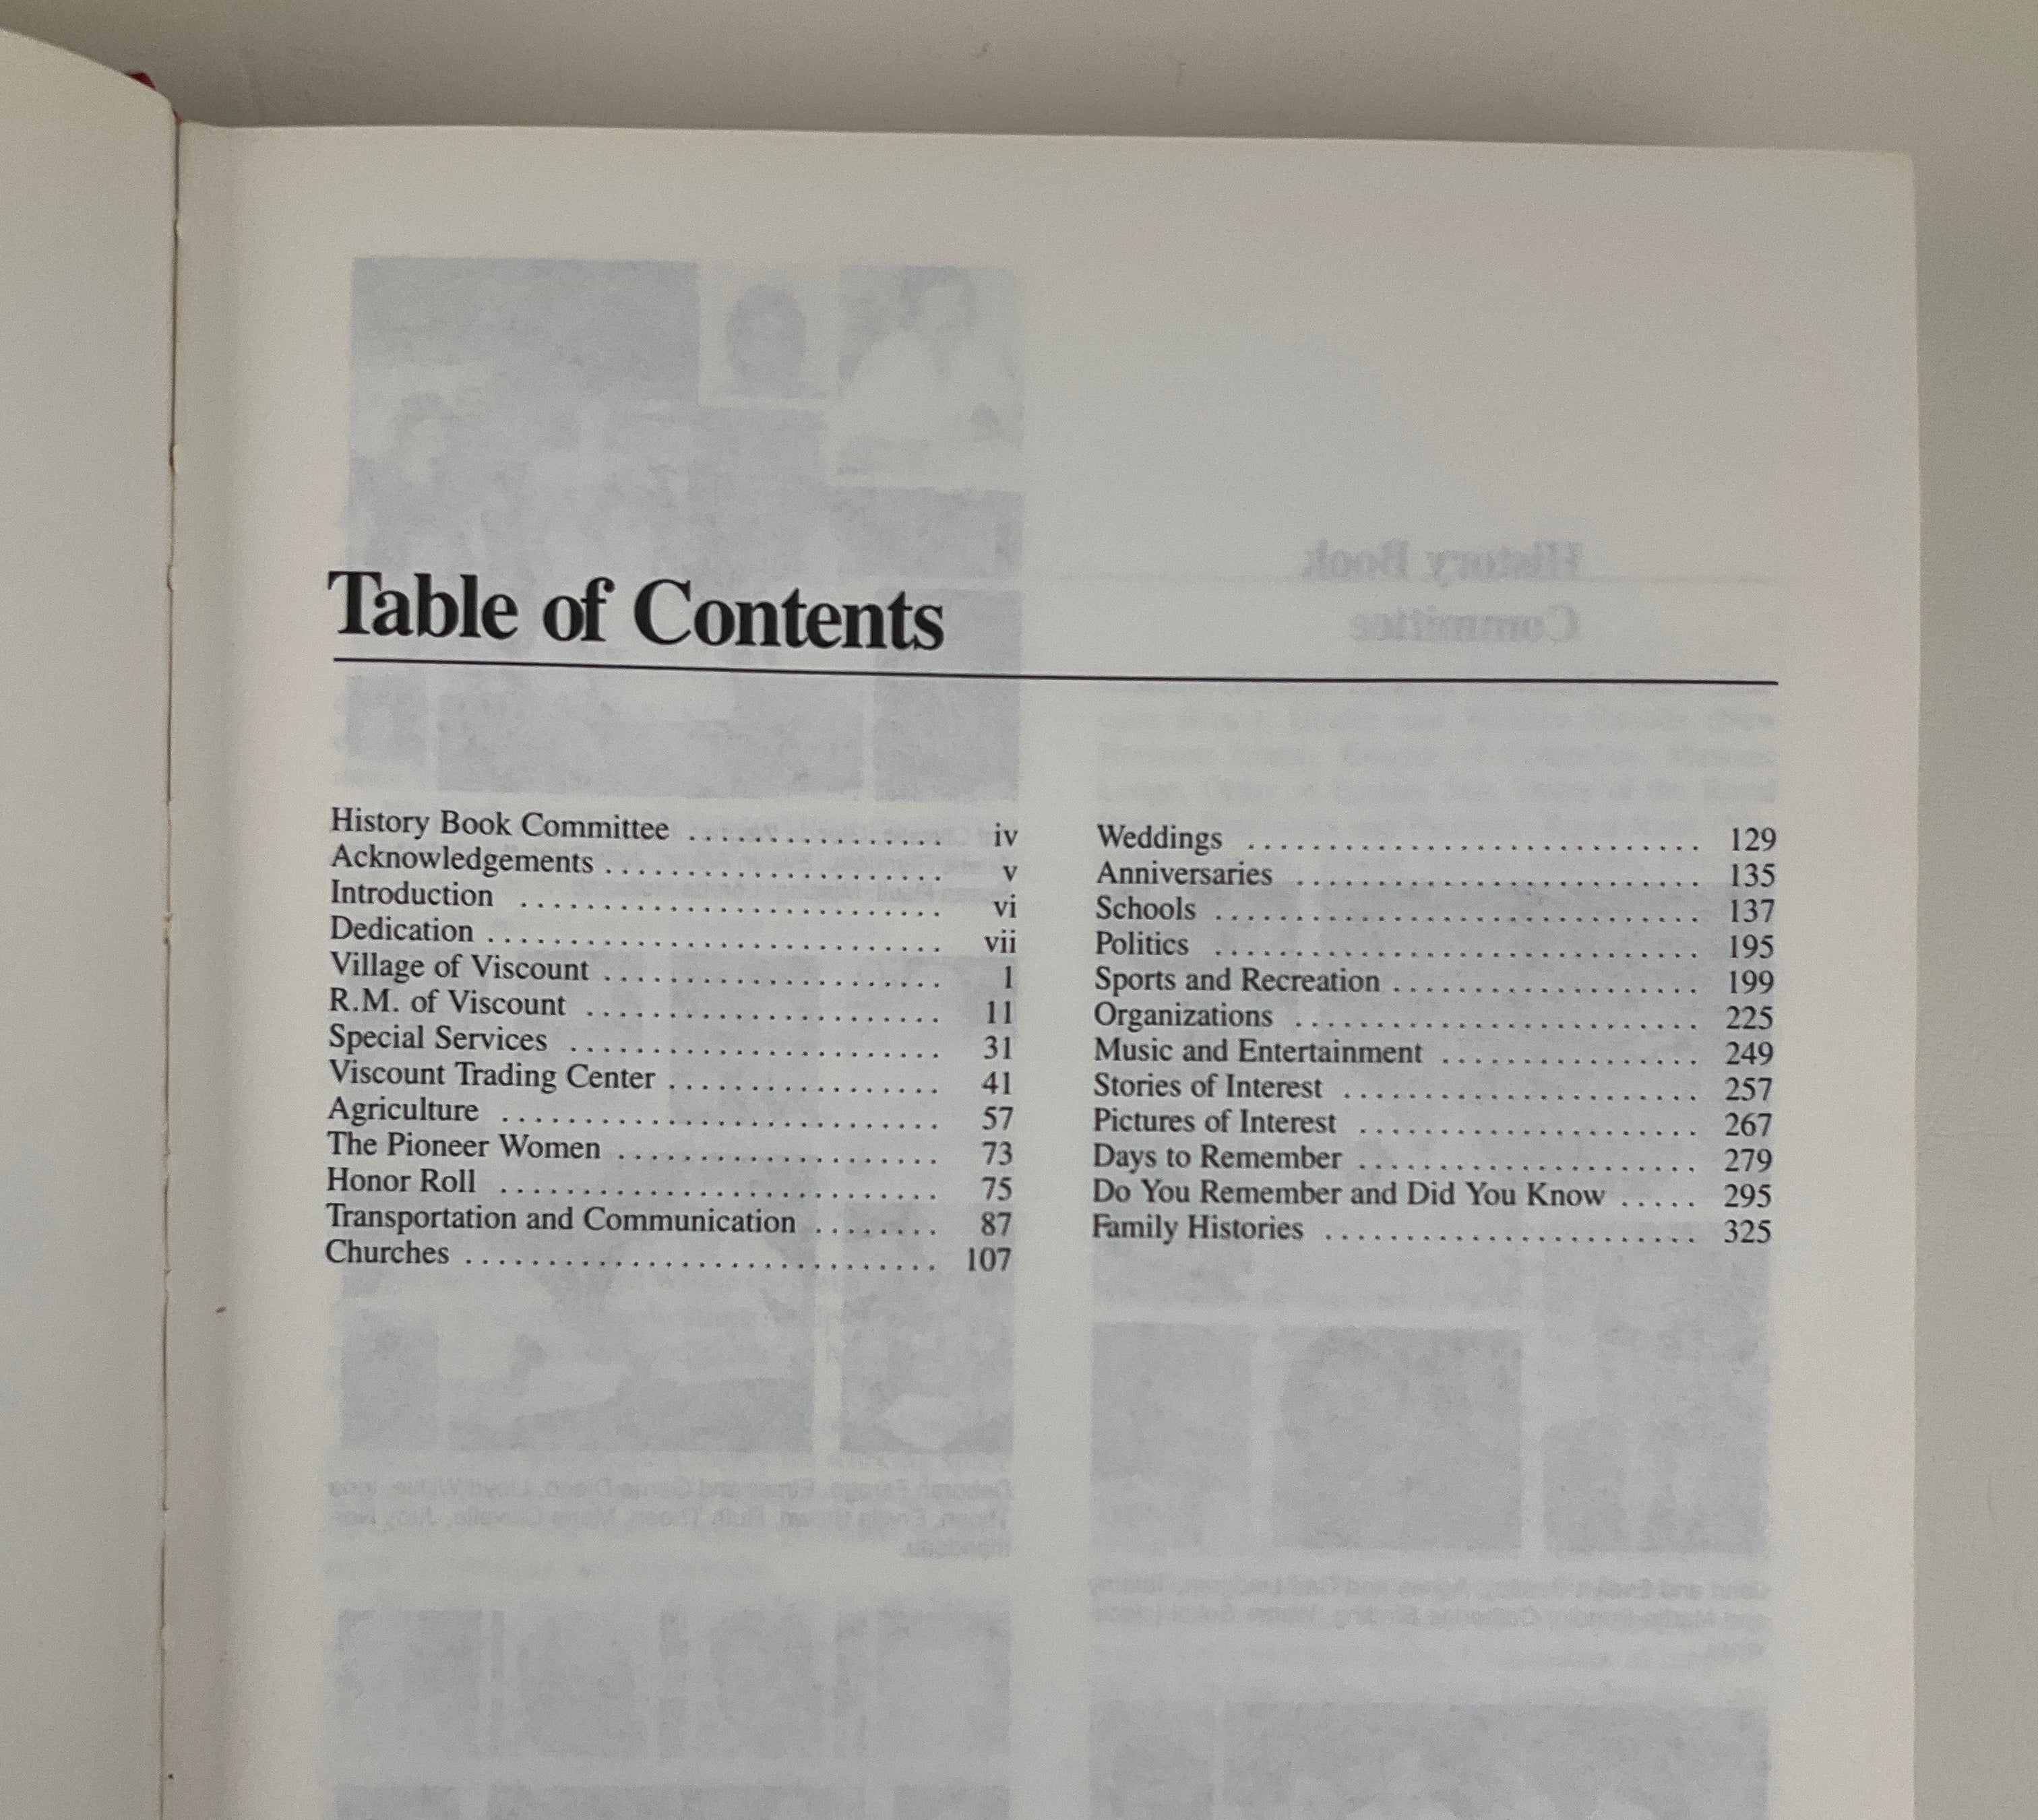 Table of Contents
History Book Committee ................ iv
Acknowledgements ..................... v
Introduction .......................... vi
Dedication ............................ vii
Village of Viscount ..................... 1
R.M. of Viscount ...................... 11
Special Services ....................... 31
Viscount Trading Center ................. 41
Agriculture ........................... 57
The Pioneer Women .................... 73
Honor Roll ........................... 75
Transportation and Communication ........ 87
Churches ............................. 107
Weddings ............................ 129
Anniversaries ......................... 135
Schools .............................. 137
Politics .............................. 195
Sports and Recreation ................... 199
Organizations ......................... 225
Music and Entertainment ................ 249
Stories of Interest ...................... 257
Pictures of Interest ..................... 267
Days to Remember ..................... 279
Do You Remember and Did You Know ..... 295
Family Histories ....................... 325
History Book
Committee